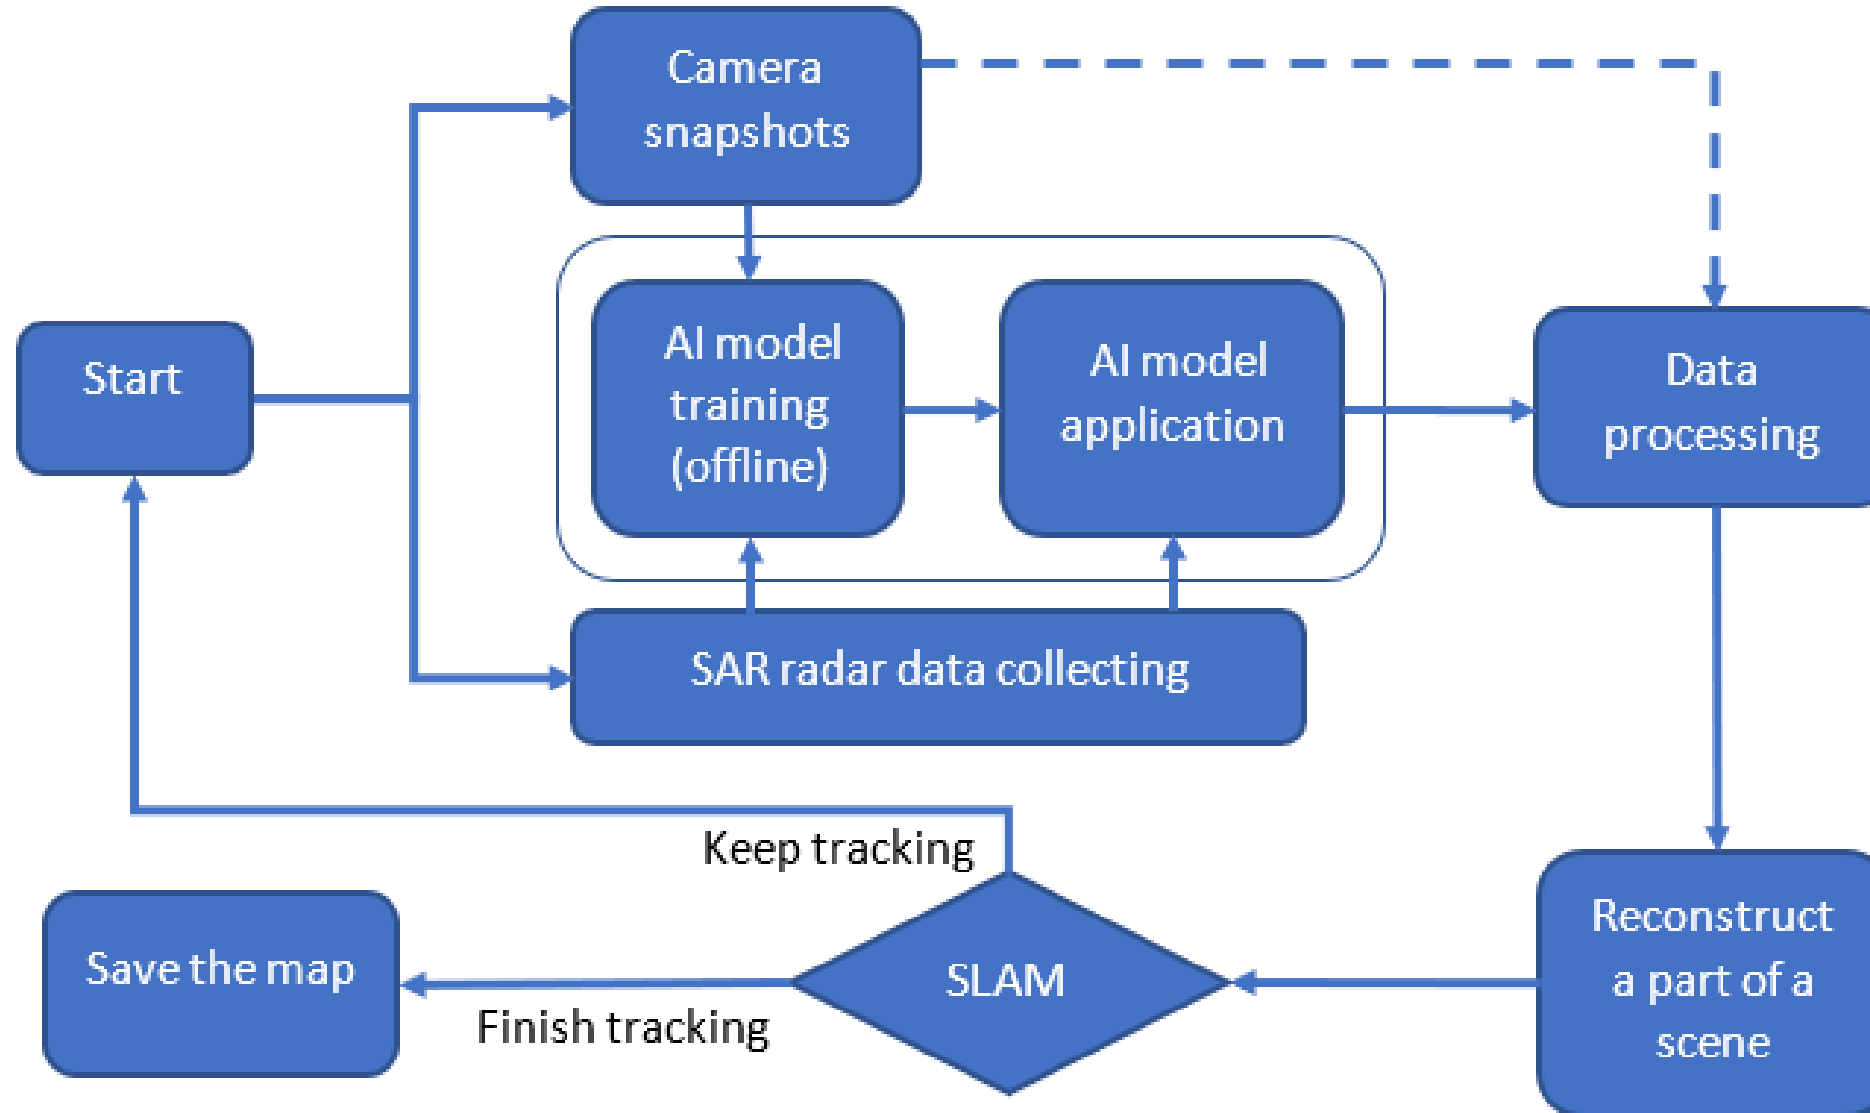 Camera
snapshots
Start
AI model
training
(offline)
AI model
application
Data
processing
SAR radar data collecting
Keep tracking
Save the map
SLAM
Finish tracking
Reconstruct
a part of a
scene